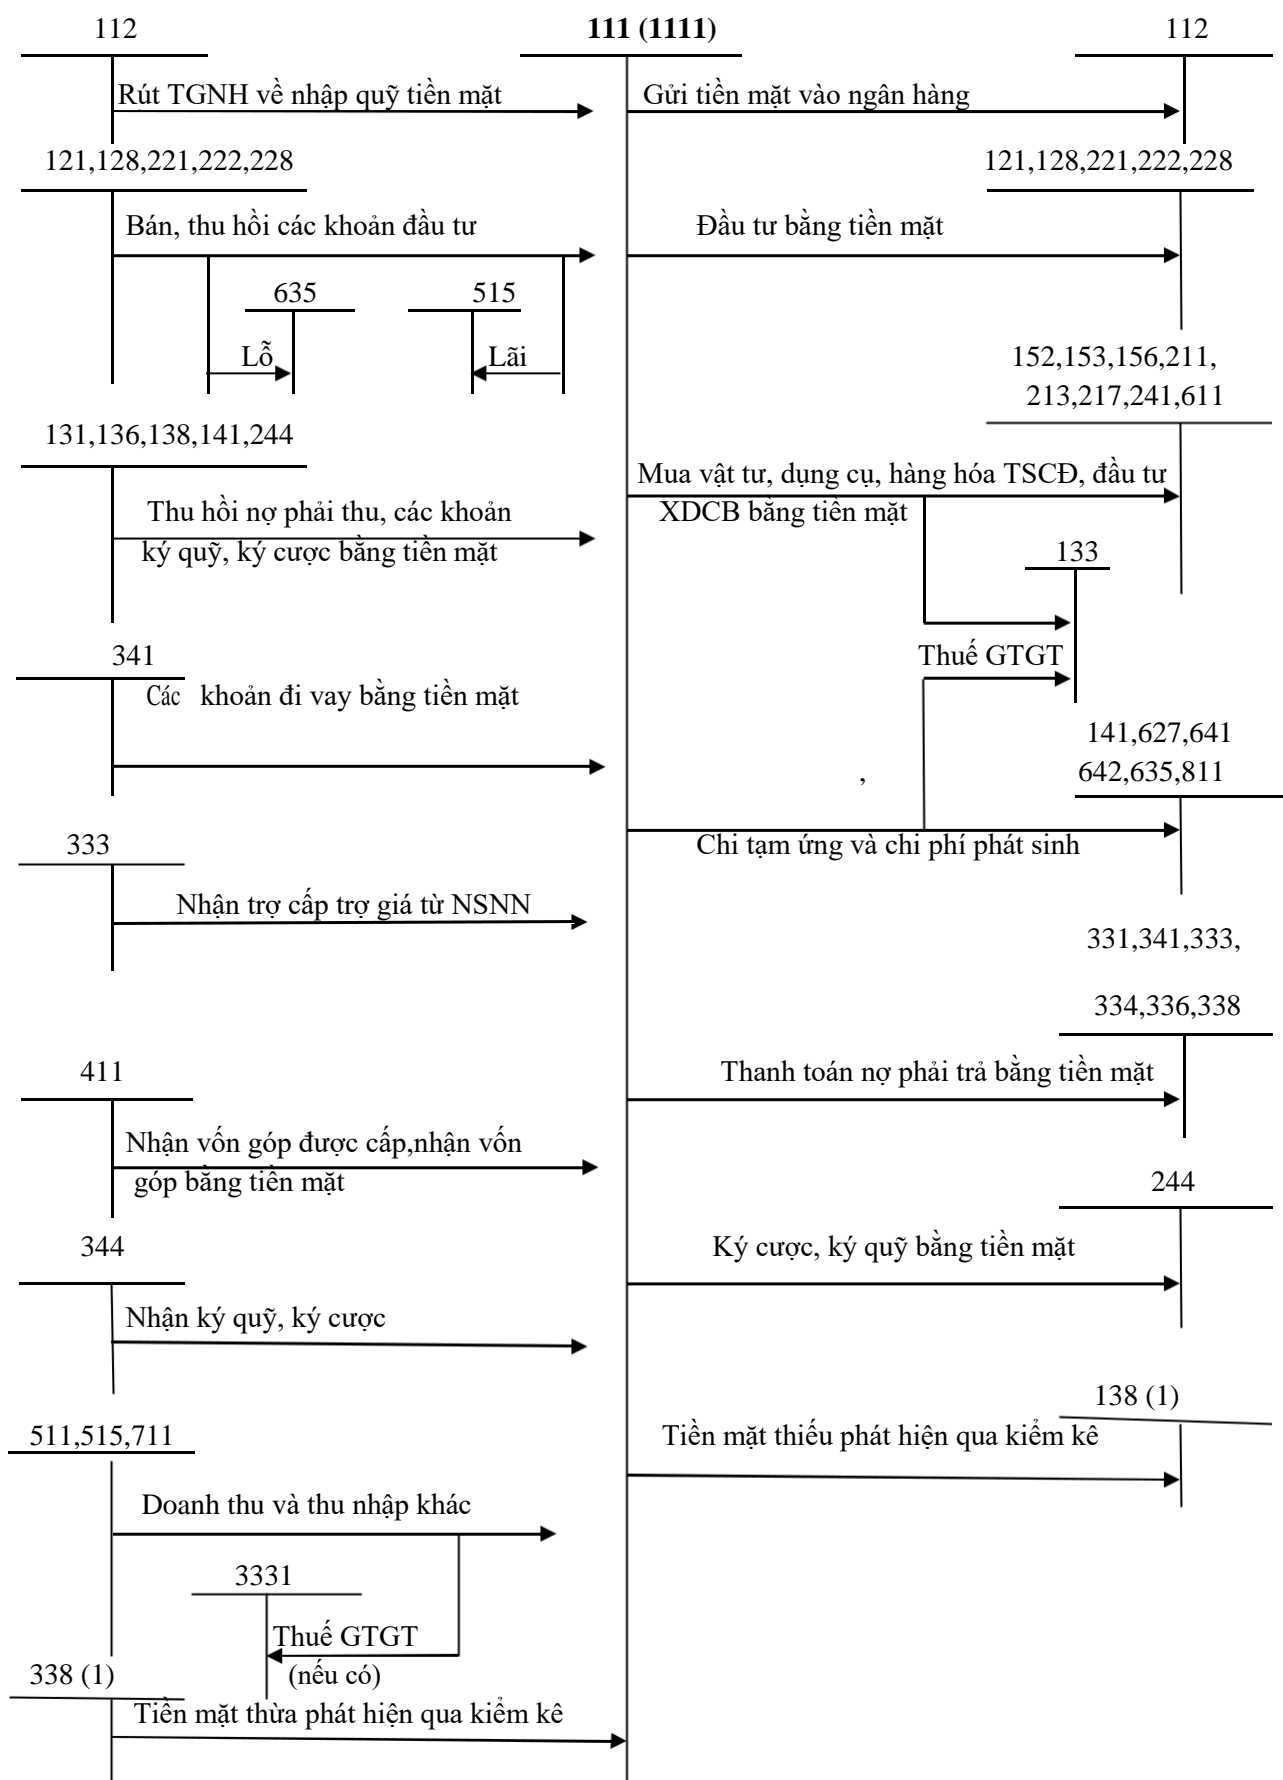 112
111 (1111)
112
Rút TGNH về nhập quỹ tiền mặt
Gửi tiền mặt vào ngân hàng
121,128,221,222,228
121,128,221,222,228
Bán, thu hồi các khoản đầu tư
Đầu tư bằng tiền mặt
635
515
Lỗ
Lãi
152,153,156,211,
213,217,241,611
131,136,138,141,244
Mua vật tư, dụng cụ, hàng hóa TSCĐ, đầu tư
XDCB bằng tiền mặt
Thu hồi nợ phải thu, các khoản
ký quỹ, ký cược bằng tiền mặt
133
Thuế GTGT
341
Các khoản đi vay bằng tiền mặt
141,627,641
642,635,811
,
Chi tạm ứng và chi phí phát sinh
333
Nhận trợ cấp trợ giá từ NSNN
331,341,333,
334,336,338
411
Thanh toán nợ phải trả bằng tiền mặt
Nhận vốn góp được cấp,nhận vốn
góp bằng tiền mặt
244
344
Ký cược, ký quỹ bằng tiền mặt
Nhận ký quỹ, ký cược
138 (1)
511,515,711
Tiền mặt thiếu phát hiện qua kiểm kê
Doanh thu và thu nhập khác
3331
Thuế GTGT
(nếu có)
338 (1)
Tiền mặt thừa phát hiện qua kiểm kê